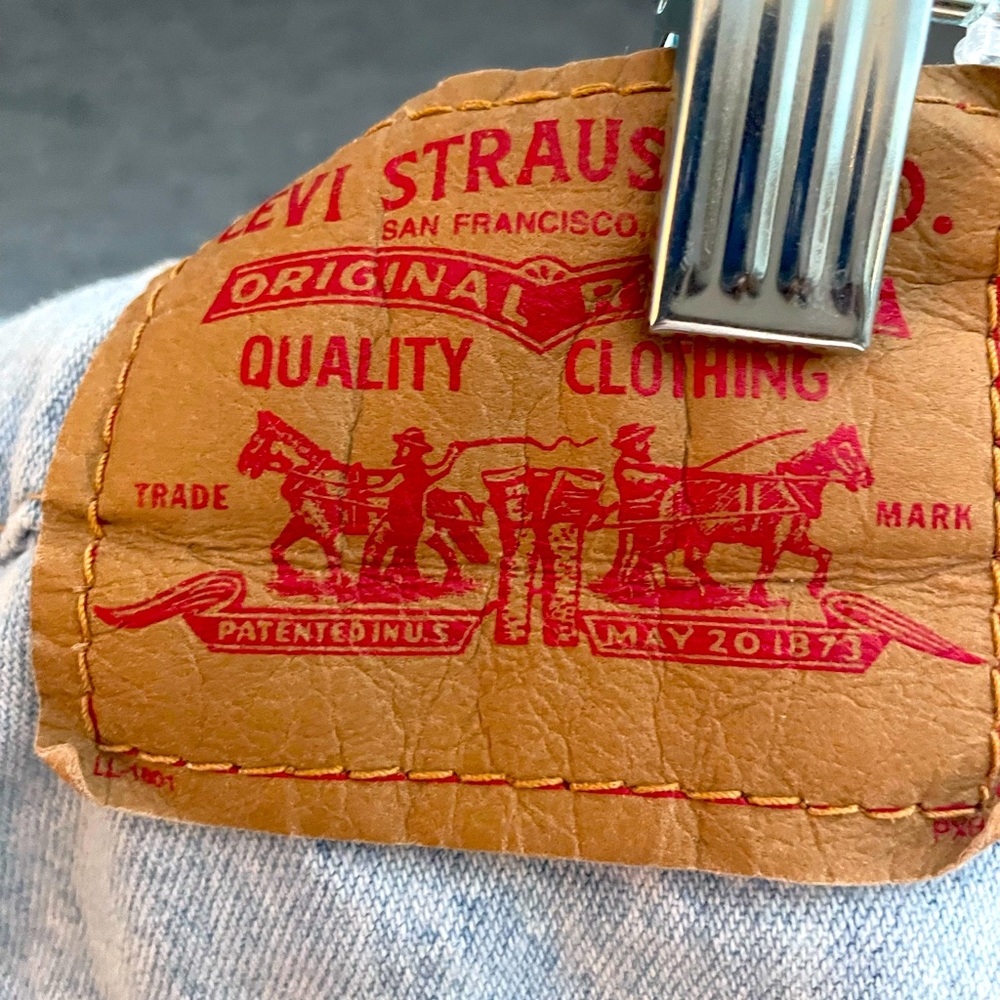 LEVI STRAUS
SAN FRANCISCO,
ORIGINAL
QUALITY CLOTHING
TRADE MARK
PATENTED IN U.S. MAY 20 1873